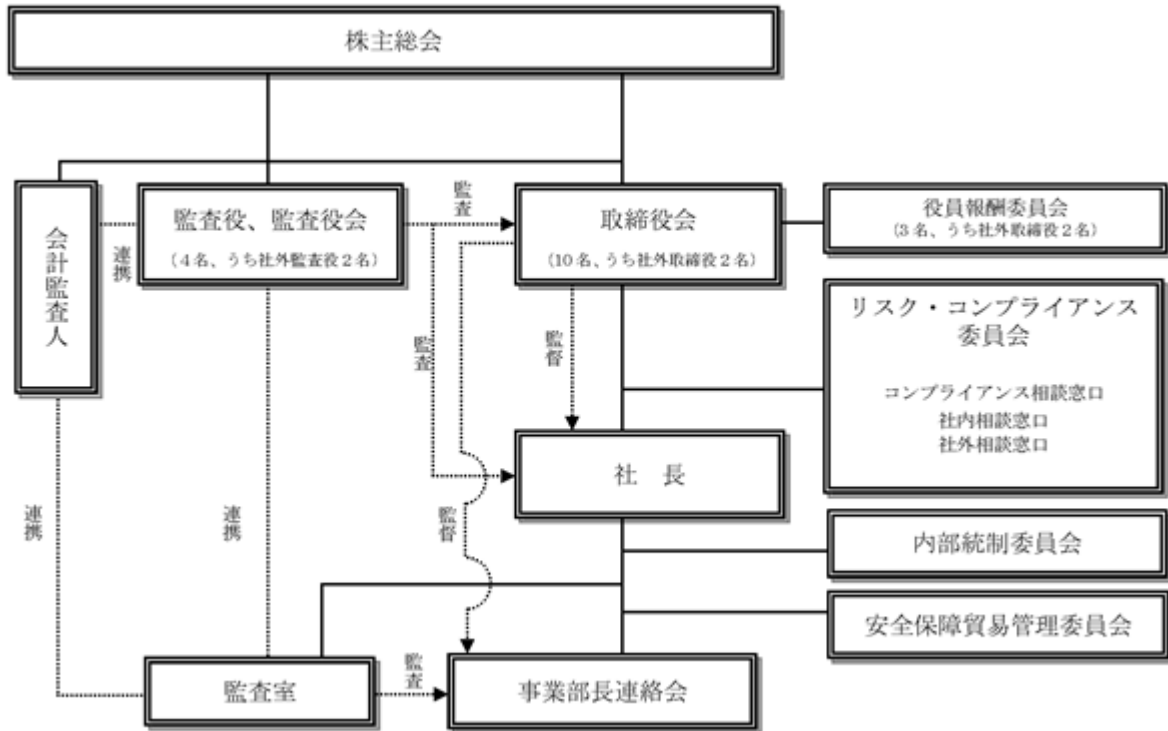 株主総会
会計監査人
連携
監査役、監査役会
(4名、うち社外監査役2名)
監査
取締役会
(10名、うち社外取締役2名)
役員報酬委員会
(3名、うち社外取締役2名)
監査
監督
リスク・コンプライアンス
委員会
コンプライアンス相談窓口
社内相談窓口
社外相談窓口
社　長
連携
連携
監督
内部統制委員会
安全保障貿易管理委員会
監査室
監査
事業部長連絡会